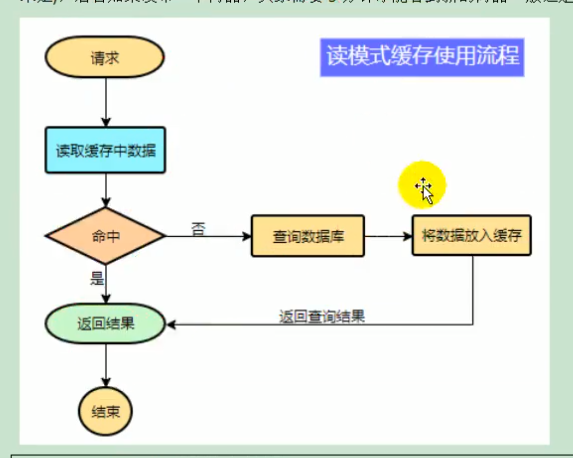 读模式缓存使用流程
请求
读取缓存中数据
命中
否
查询数据库
将数据放入缓存
是
返回查询结果
返回结果
结束